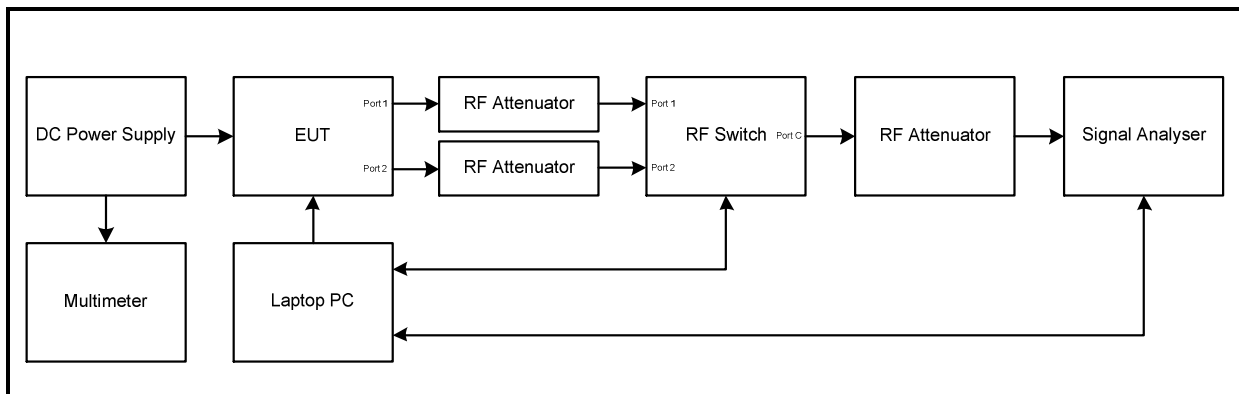 DC Power Supply
EUT
Port 1
Port 2
RF Attenuator
RF Attenuator
Port 1
Port 2
RF Switch
Port C
RF Attenuator
Signal Analyser
Multimeter
Laptop PC